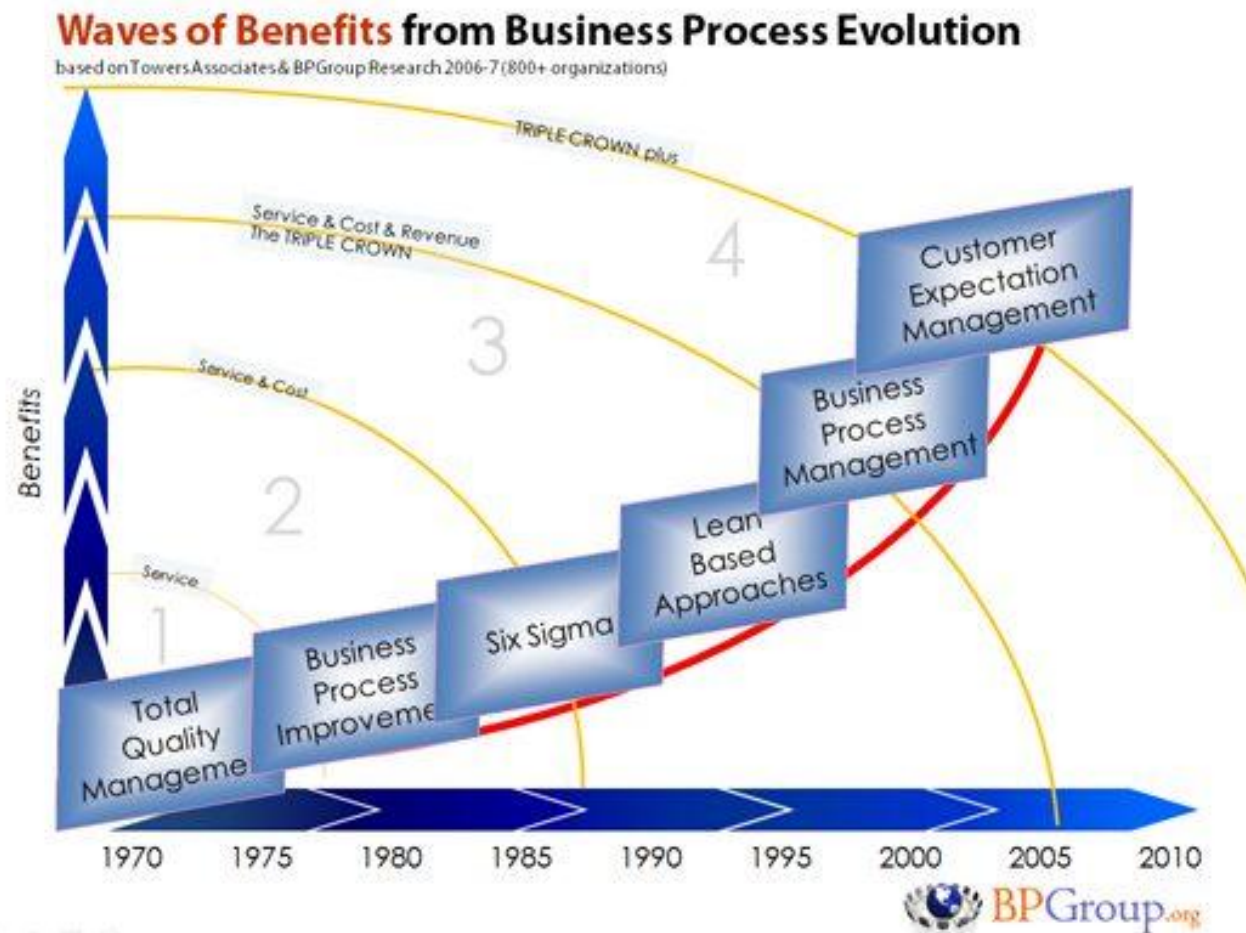 Waves of Benefits from Business Process Evolution
based on Towers Associates & BPGroup Research 2006-7 (800+ organizations)
TRIPLE CROWN plus
Service & Cost & Revenue
The TRIPLE CROWN
4
Customer
Expectation
Management
3
Service & Cost
Business
Process
Management
Benefits
2
Lean
Based
Approaches
Service
1
Six Sigma
Business
Process
Improveme
Total
Quality
Manageme
1970 1975 1980 1985 1990 1995 2000 2005 2010
BPGroup.org